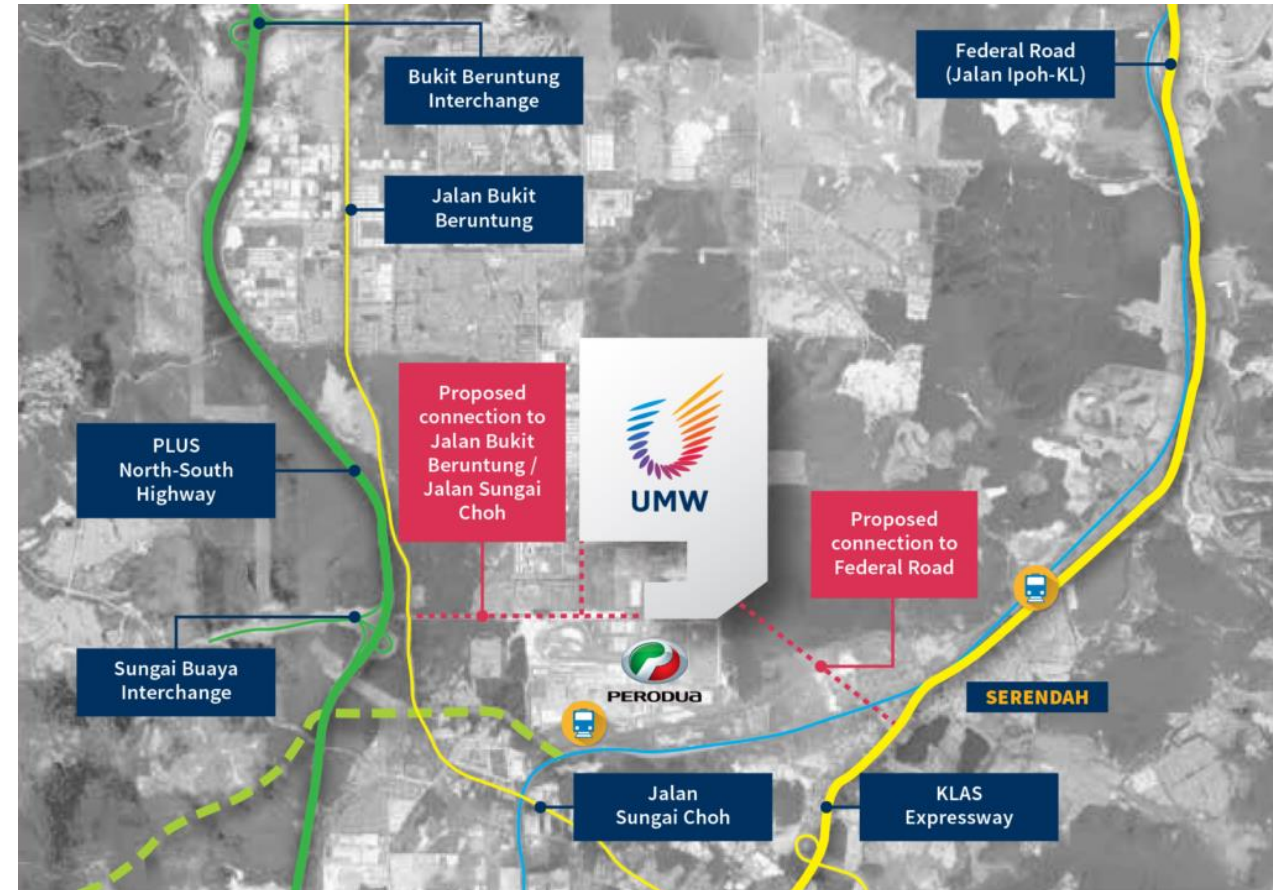 Bukit Beruntung
Interchange
Federal Road
(Jalan Ipoh-KL)
Jalan Bukit
Beruntung
Proposed
connection to
Jalan Bukit
Beruntung /
Jalan Sungai
Choh
UMW
PLUS
North-South
Highway
Proposed
connection to
Federal Road
Sungai Buaya
Interchange
PERODUA
SERENDAH
Jalan
Sungai Choh
KLAS
Expressway